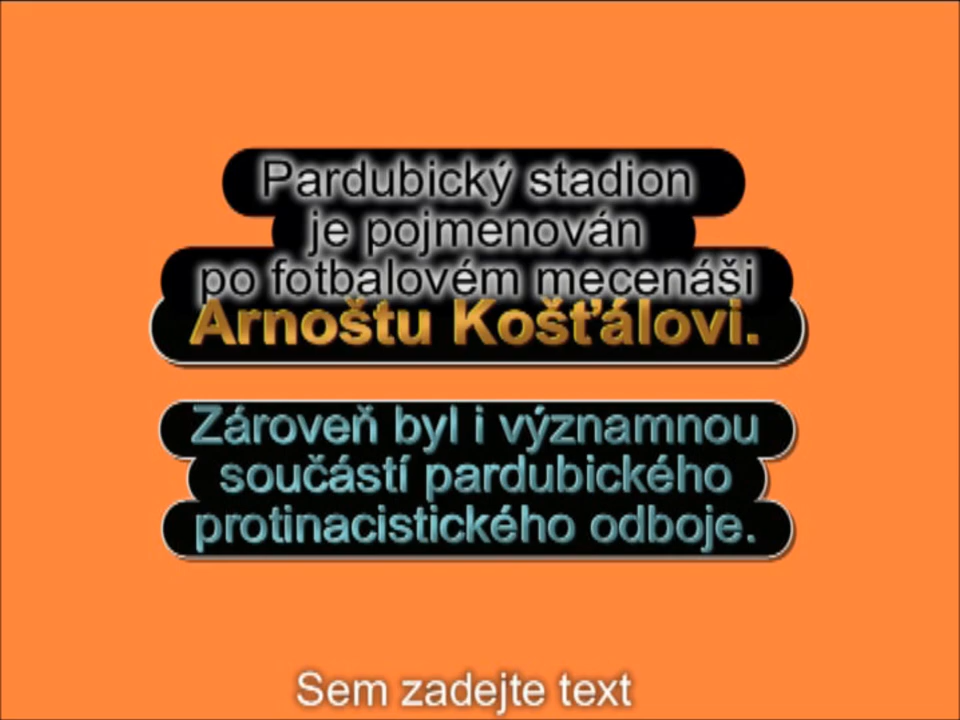 Pardubický stadion
je pojmenován
po fotbalovém mecenáši
Arnoštu Košťálovi.
Zároveň byl i významnou
součástí pardubického
protinacistického odboje.
Sem zadejte text